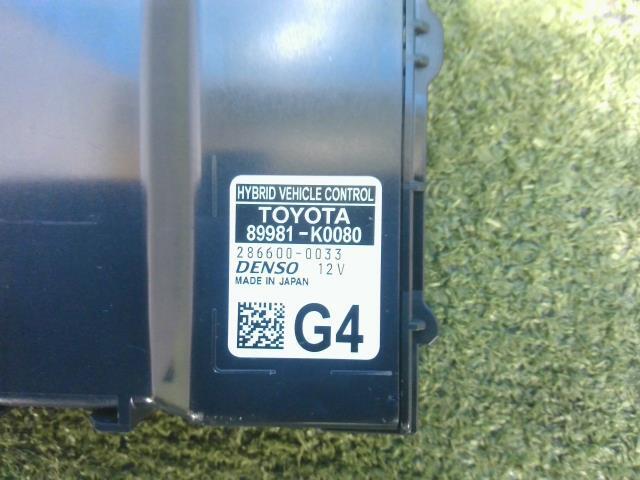 HYBRID VEHICLE CONTROL
TOYOTA
89981-K0080
286600-0033
DENSO 12V
MADE IN JAPAN
G4